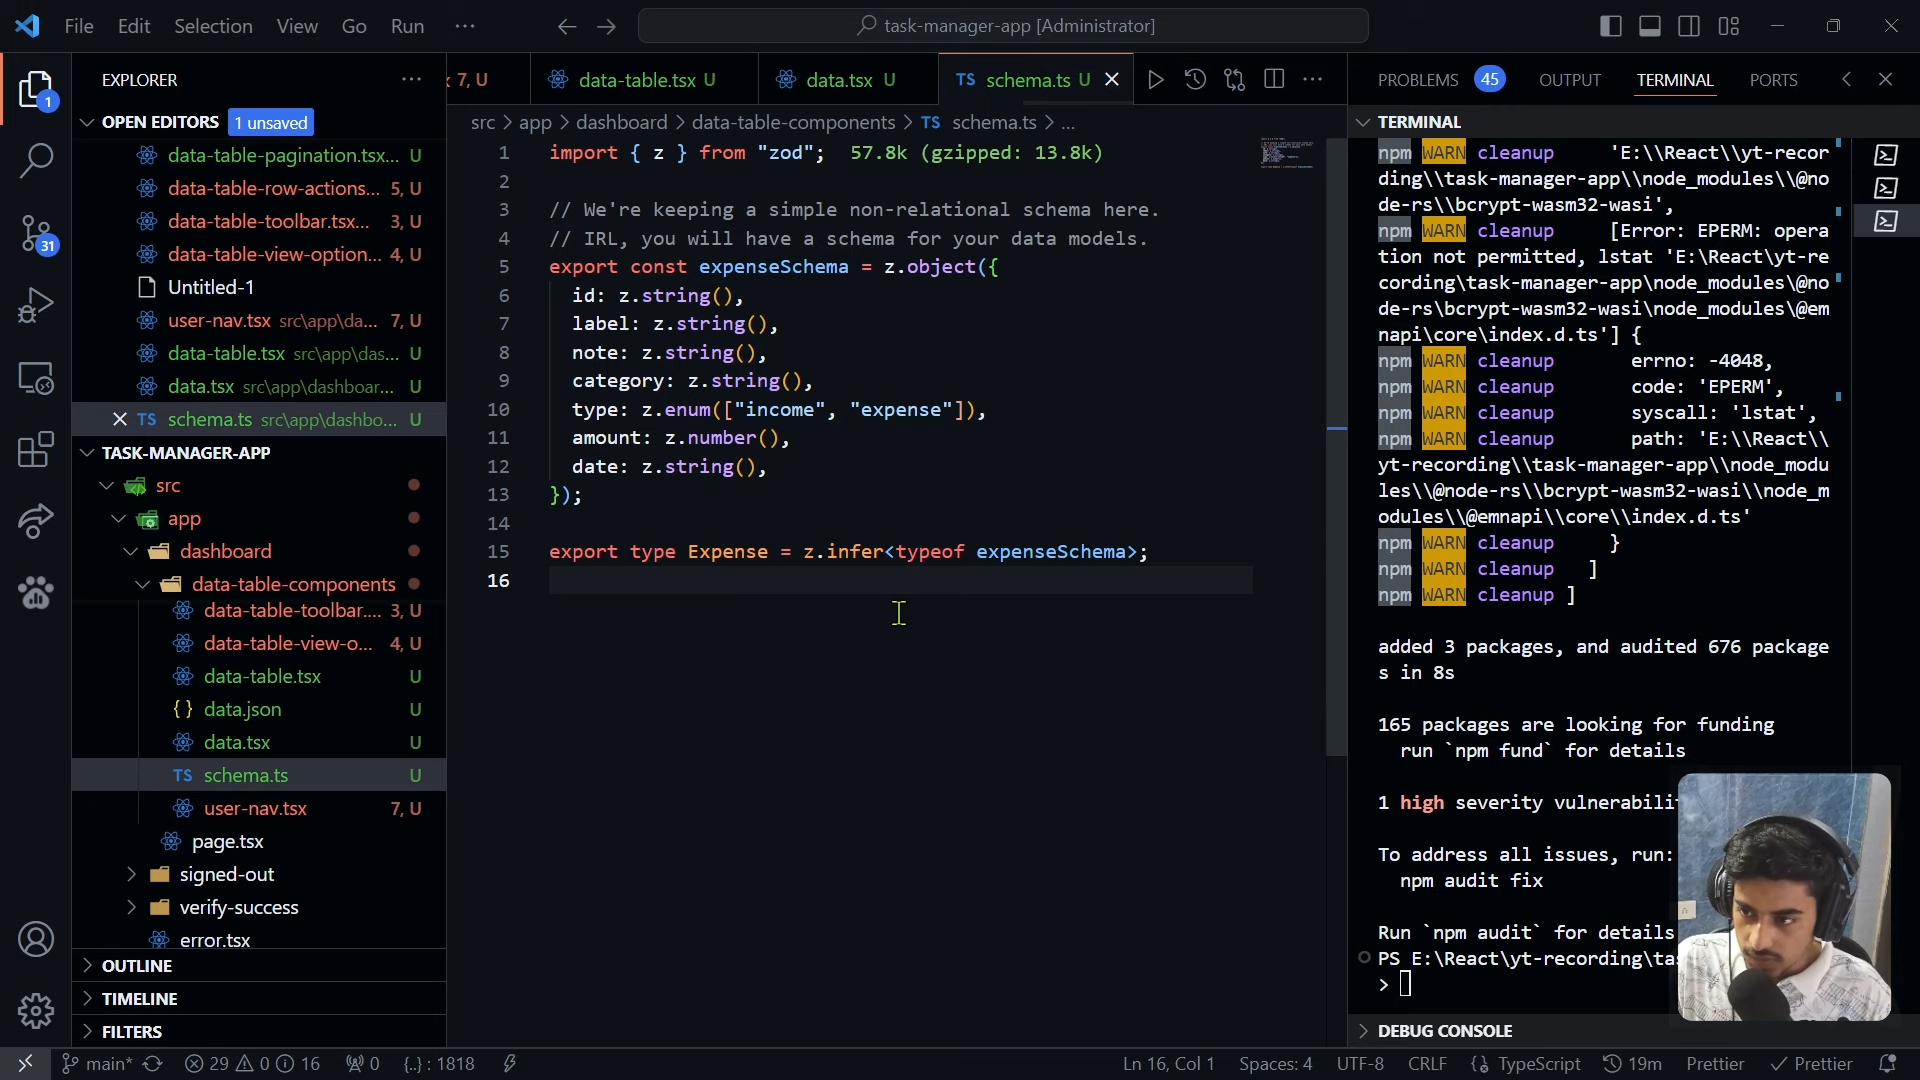 File Edit Selection View Go Run ···
task-manager-app [Administrator]
EXPLORER ···
OPEN EDITORS 1 unsaved
data-table-pagination.tsx... U
data-table-row-actions... 5, U
data-table-toolbar.tsx... 3, U
data-table-view-option... 4, U
Untitled-1
user-nav.tsx src\app\da... 7, U
data-table.tsx src\app\das... U
data.tsx src\app\dashboar... U
TS schema.ts src\app\dashbo... U
TASK-MANAGER-APP
src
app
dashboard
data-table-components
data-table-toolbar.... 3, U
data-table-view-o... 4, U
data-table.tsx U
{} data.json U
data.tsx U
TS schema.ts U
user-nav.tsx 7, U
page.tsx
signed-out
verify-success
error.tsx
OUTLINE
TIMELINE
FILTERS
1
31
7, U data-table.tsx U data.tsx U TS schema.ts U
src > app > dashboard > data-table-components > TS schema.ts > ...
1 import { z } from "zod"; 57.8k (gzipped: 13.8k)
2
3 // We're keeping a simple non-relational schema here.
4 // IRL, you will have a schema for your data models.
5 export const expenseSchema = z.object({
6 id: z.string(),
7 label: z.string(),
8 note: z.string(),
9 category: z.string(),
10 type: z.enum(["income", "expense"]),
11 amount: z.number(),
12 date: z.string(),
13 });
14
15 export type Expense = z.infer<typeof expenseSchema>;
16
PROBLEMS 45 OUTPUT TERMINAL PORTS
TERMINAL
npm WARN cleanup 'E:\\React\\yt-recor
ding\\task-manager-app\\node_modules\\@no
de-rs\\bcrypt-wasm32-wasi',
npm WARN cleanup [Error: EPERM: opera
tion not permitted, lstat 'E:\React\yt-re
cording\task-manager-app\node_modules\@no
de-rs\bcrypt-wasm32-wasi\node_modules\@em
napi\core\index.d.ts'] {
npm WARN cleanup errno: -4048,
npm WARN cleanup code: 'EPERM',
npm WARN cleanup syscall: 'lstat',
npm WARN cleanup path: 'E:\\React\\
yt-recording\\task-manager-app\\node_modu
les\\@node-rs\\bcrypt-wasm32-wasi\\node_m
odules\\@emnapi\\core\\index.d.ts'
npm WARN cleanup }
npm WARN cleanup ]
npm WARN cleanup ]
added 3 packages, and audited 676 package
s in 8s
165 packages are looking for funding
run `npm fund` for details
1 high severity vulnerabili
To address all issues, run:
npm audit fix
Run `npm audit` for details
PS E:\React\yt-recording\ta
>
DEBUG CONSOLE
main* 29 0 16 0 {..} : 1818 Ln 16, Col 1 Spaces: 4 UTF-8 CRLF {} TypeScript 19m Prettier Prettier